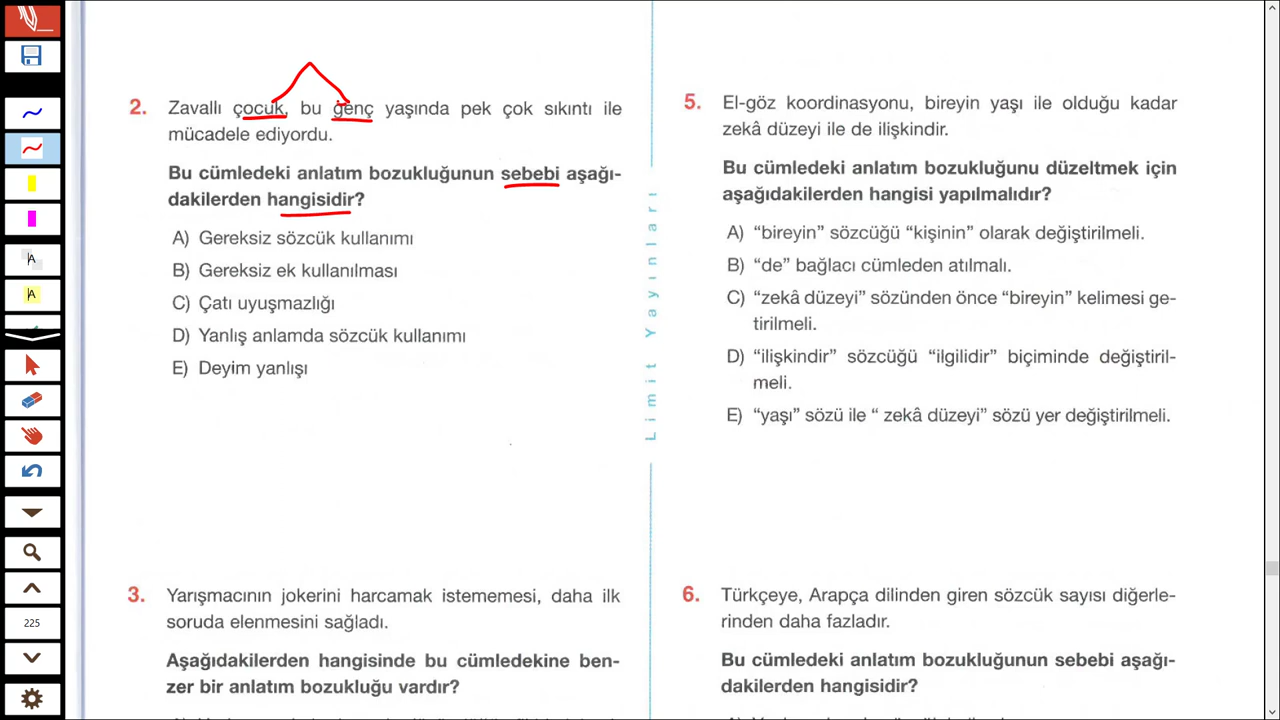 2. Zavallı çocuk, bu genç yaşında pek çok sıkıntı ile
mücadele ediyordu.
Bu cümledeki anlatım bozukluğunun sebebi aşağı-
dakilerden hangisidir?
A) Gereksiz sözcük kullanımı
B) Gereksiz ek kullanılması
C) Çatı uyuşmazlığı
D) Yanlış anlamda sözcük kullanımı
E) Deyim yanlışı
3. Yarışmacının jokerini harcamak istememesi, daha ilk
soruda elenmesini sağladı.
Aşağıdakilerden hangisinde bu cümledekine ben-
zer bir anlatım bozukluğu vardır?
Limit Yayınları
5. El-göz koordinasyonu, bireyin yaşı ile olduğu kadar
zekâ düzeyi ile de ilişkindir.
Bu cümledeki anlatım bozukluğunu düzeltmek için
aşağıdakilerden hangisi yapılmalıdır?
A) “bireyin” sözcüğü “kişinin” olarak değiştirilmeli.
B) “de” bağlacı cümleden atılmalı.
C) “zekâ düzeyi” sözünden önce “bireyin” kelimesi ge-
tirilmeli.
D) “ilişkindir” sözcüğü “ilgilidir” biçiminde değiştiril-
meli.
E) “yaşı” sözü ile “ zekâ düzeyi” sözü yer değiştirilmeli.
6. Türkçeye, Arapça dilinden giren sözcük sayısı diğerle-
rinden daha fazladır.
Bu cümledeki anlatım bozukluğunun sebebi aşağı-
dakilerden hangisidir?
A
A
225